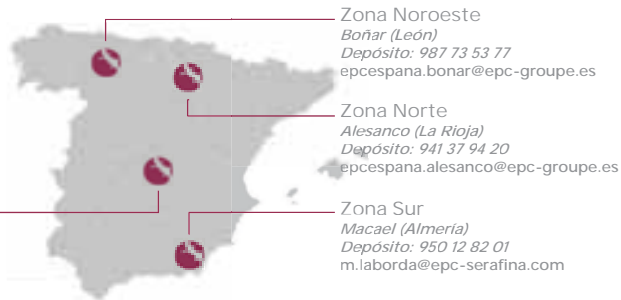 Zona Noroeste
Boñar (León)
Depósito: 987 73 53 77
epcespana.bonar@epc-groupe.es
Zona Norte
Alesanco (La Rioja)
Depósito: 941 37 94 20
epcespana.alesanco@epc-groupe.es
Zona Sur
Macael (Almería)
Depósito: 950 12 82 01
m.laborda@epc-serafina.com